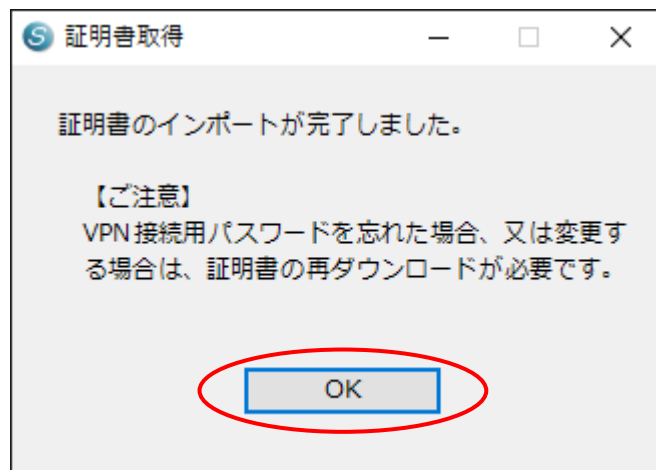 証明書取得
証明書のインポートが完了しました。
【ご注意】
VPN接続用パスワードを忘れた場合、又は変更す
る場合は、証明書の再ダウンロードが必要です。
OK